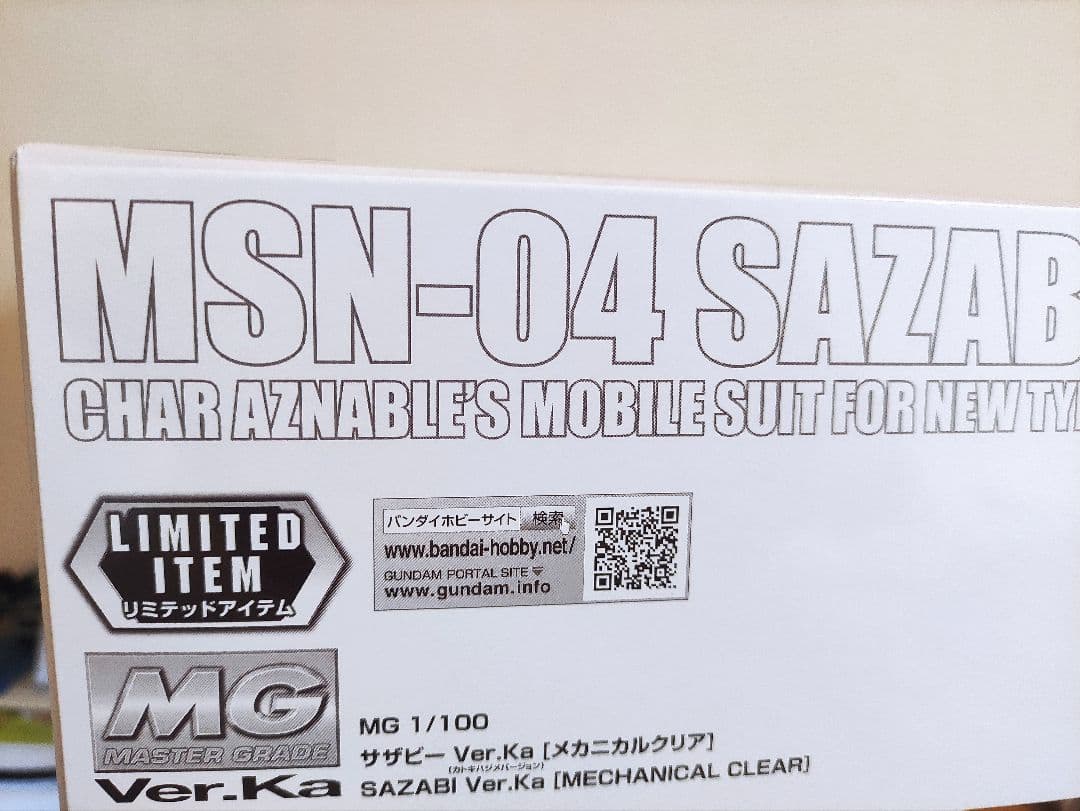 MSN-04 SAZAB
CHAR AZNABLE'S MOBILE SUIT FOR NEW TY
LIMITED
ITEM
リミテッドアイテム
バンダイホビーサイト 検索
www.bandai-hobby.net/
GUNDAM PORTAL SITE
www.gundam.info
MG
MASTER GRADE
Ver.Ka
MG 1/100
サザビー Ver.Ka [メカニカルクリア]
(カトキハジメバージョン)
SAZABI Ver.Ka [MECHANICAL CLEAR]